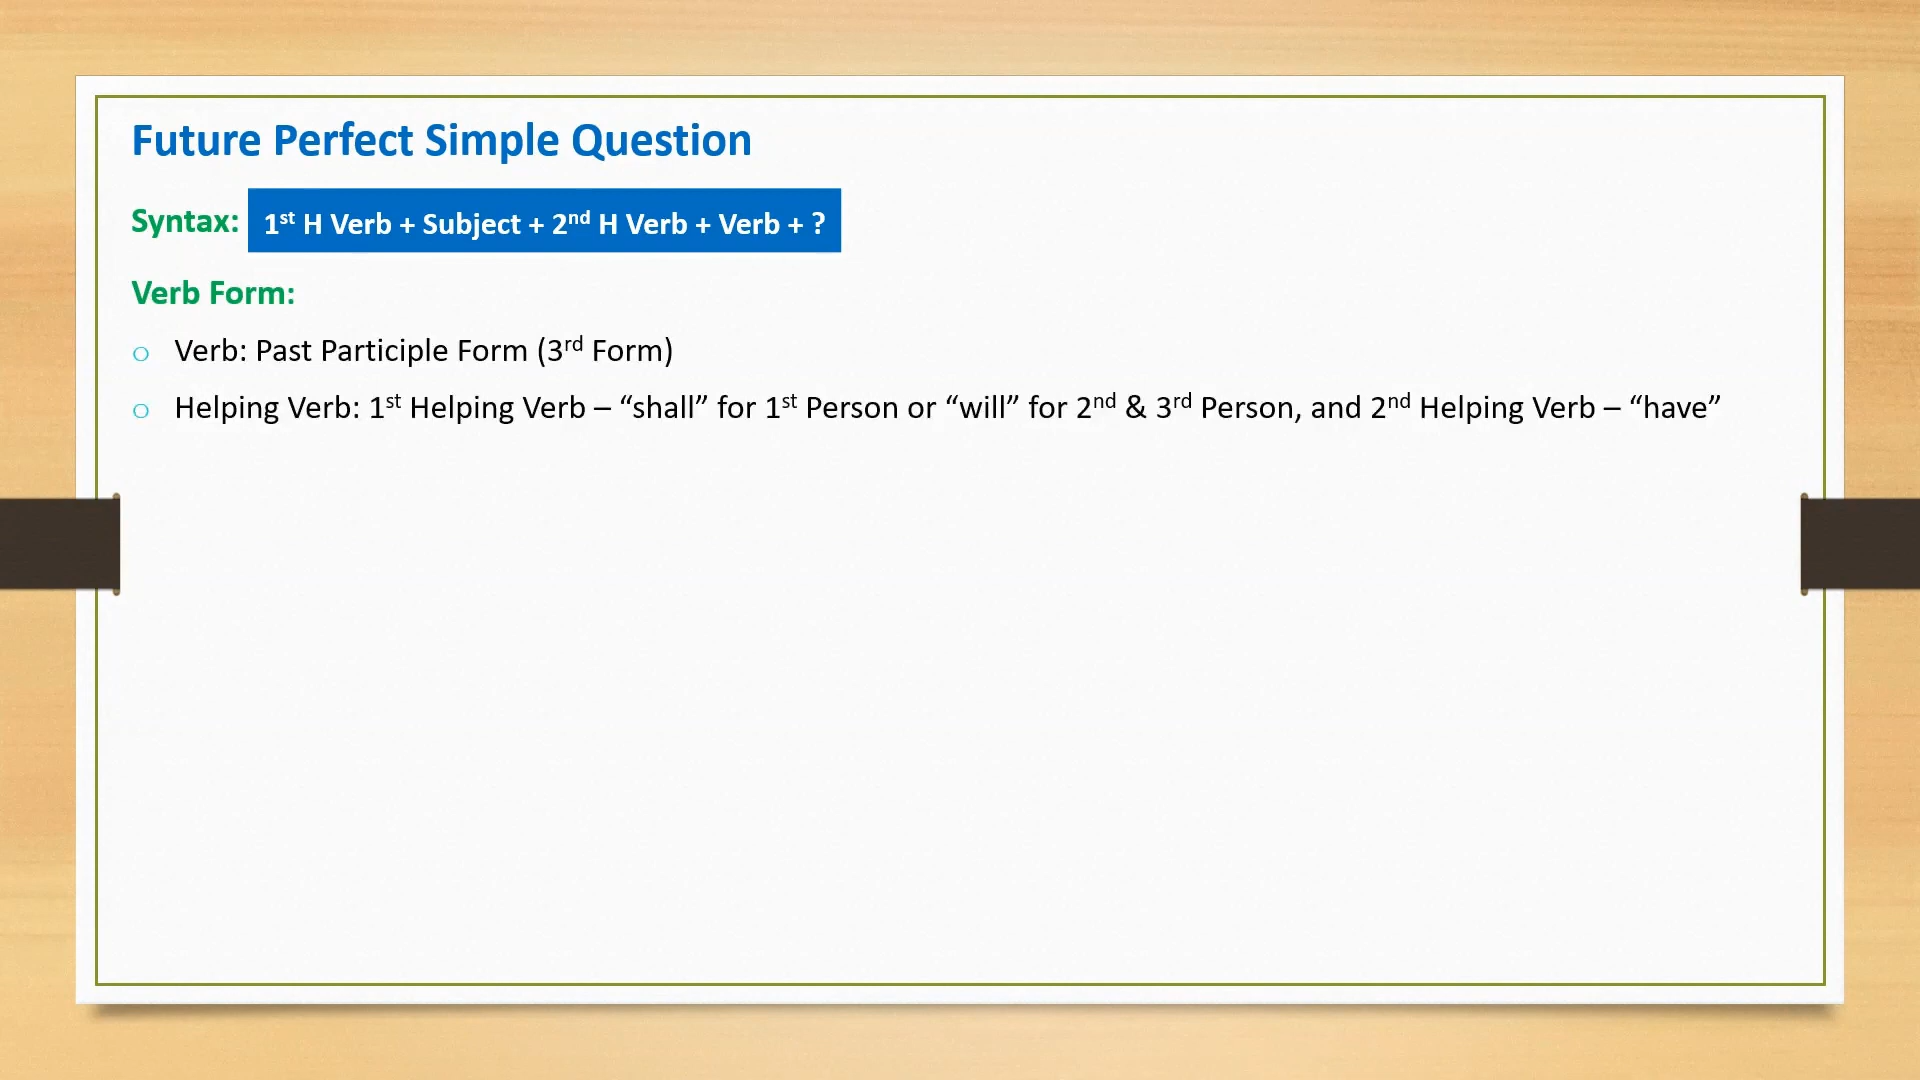 Future Perfect Simple Question
Syntax: 1st H Verb + Subject + 2nd H Verb + Verb + ?
Verb Form:
o Verb: Past Participle Form (3rd Form)
o Helping Verb: 1st Helping Verb – “shall” for 1st Person or “will” for 2nd & 3rd Person, and 2nd Helping Verb – “have”